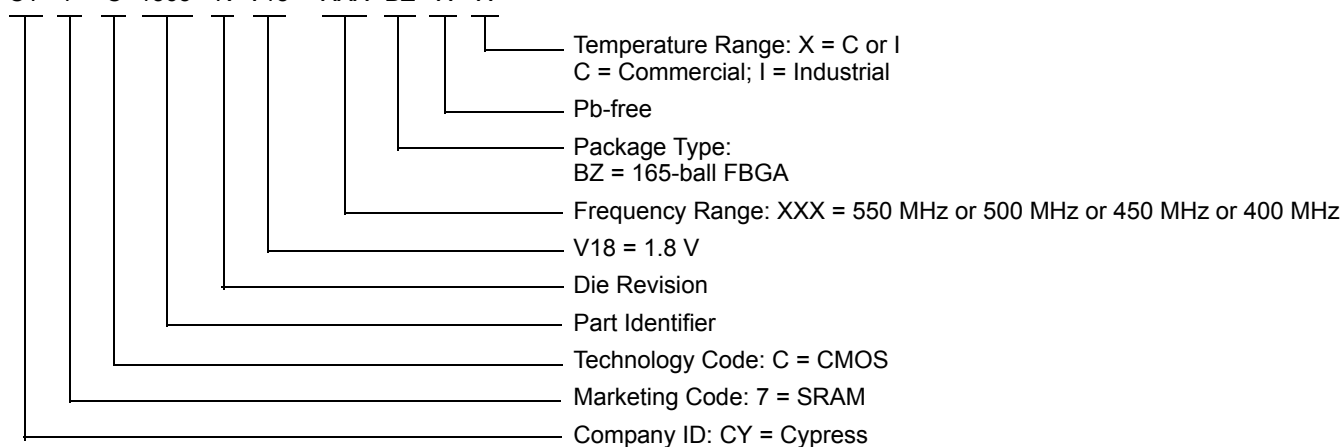 Temperature Range: X = C or I
C = Commercial; I = Industrial
Pb-free
Package Type:
BZ = 165-ball FBGA
Frequency Range: XXX = 550 MHz or 500 MHz or 450 MHz or 400 MHz
V18 = 1.8 V
Die Revision
Part Identifier
Technology Code: C = CMOS
Marketing Code: 7 = SRAM
Company ID: CY = Cypress